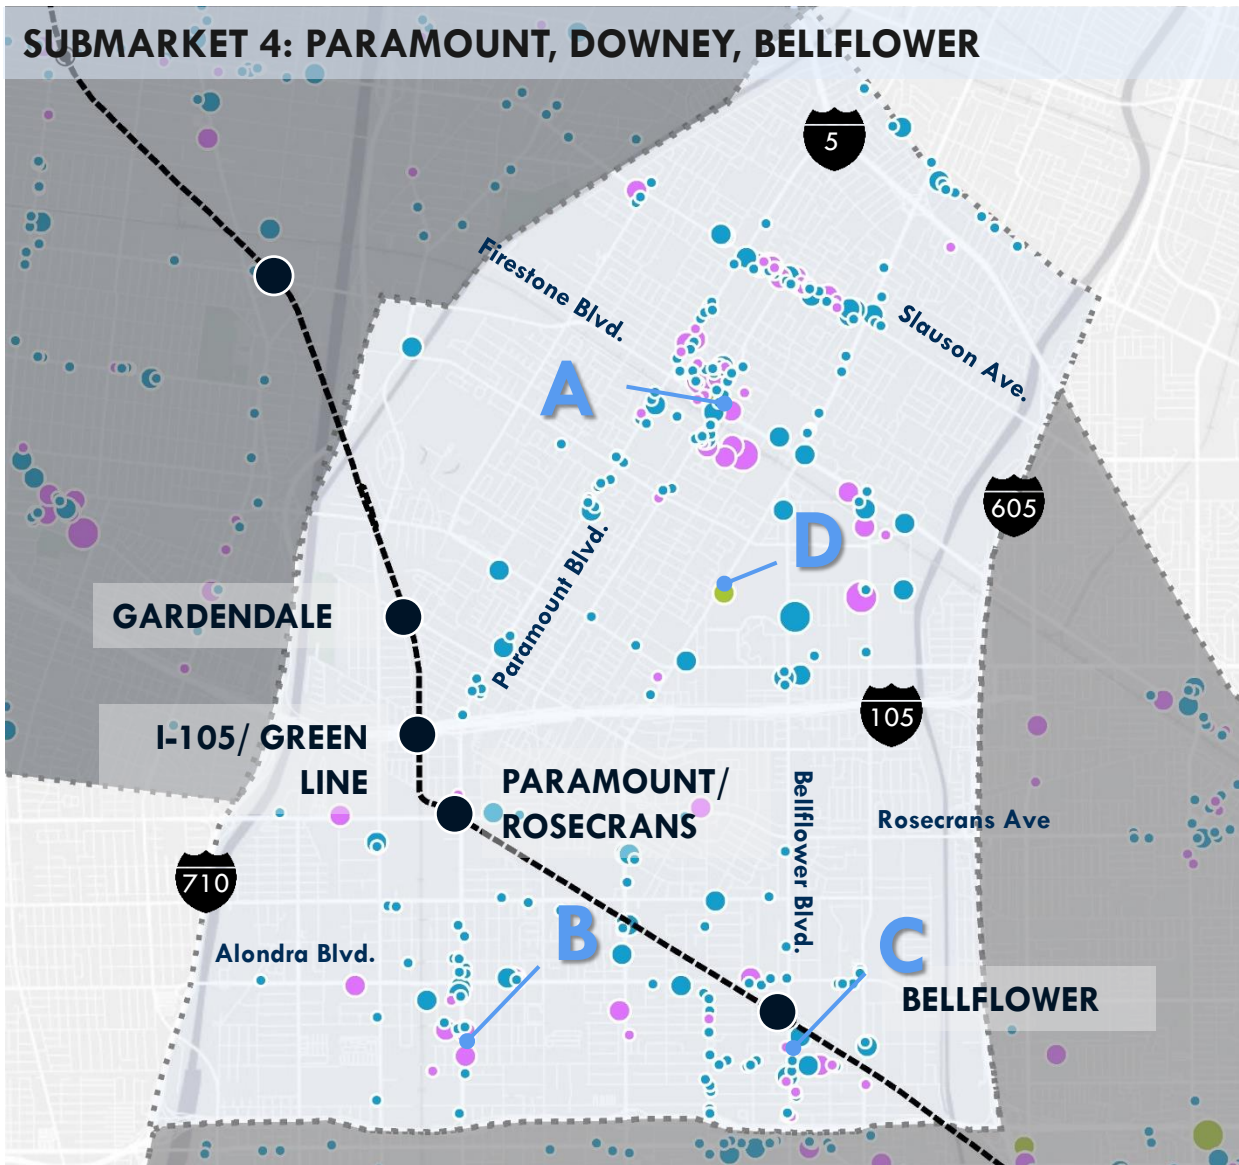 SUBMARKET 4: PARAMOUNT, DOWNEY, BELLFLOWER
5
Firestone Blvd.
Slauson Ave.
A
605
D
Paramount Blvd.
GARDENDALE
105
I-105/ GREEN
LINE
PARAMOUNT/
ROSECRANS
Bellflower Blvd.
Rosecrans Ave
710
B
C
Alondra Blvd.
BELLFLOWER